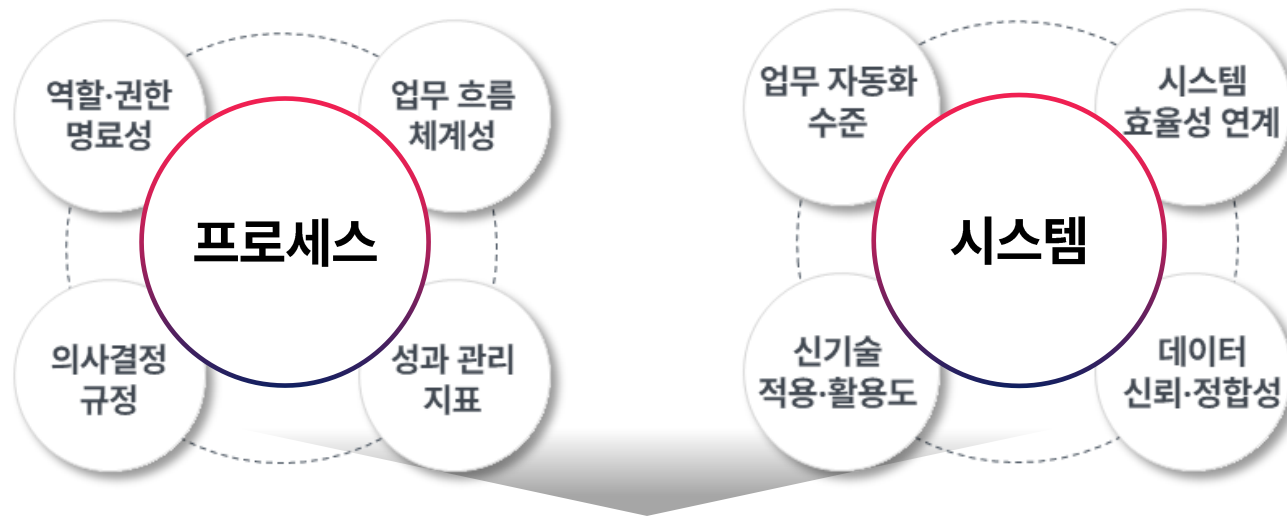 역할·권한
명료성
업무 흐름
체계성
프로세스
의사결정
규정
성과 관리
지표
업무 자동화
수준
시스템
효율성 연계
시스템
신기술
적용·활용도
데이터
신뢰·정합성